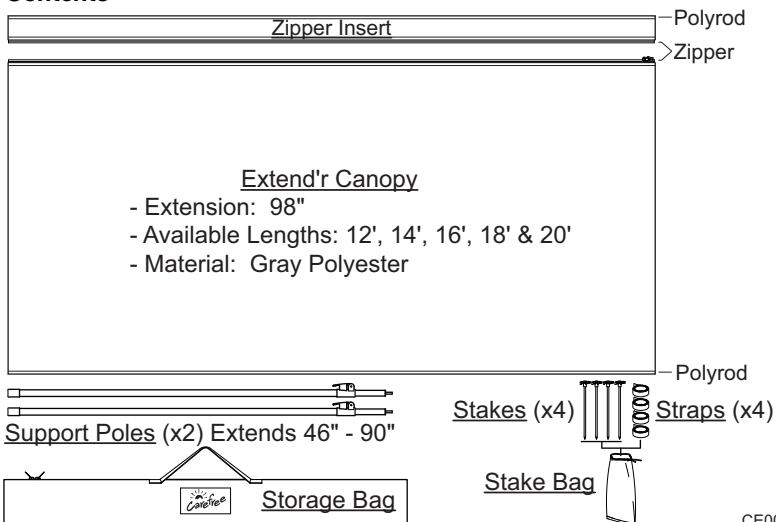 Zipper Insert
Polyrod
Zipper
Extend'r Canopy
- Extension: 98"
- Available Lengths: 12', 14', 16', 18' & 20'
- Material: Gray Polyester
Polyrod
Stakes (x4)
Straps (x4)
Support Poles (x2) Extends 46" - 90"
Stake Bag
Carefree
Storage Bag